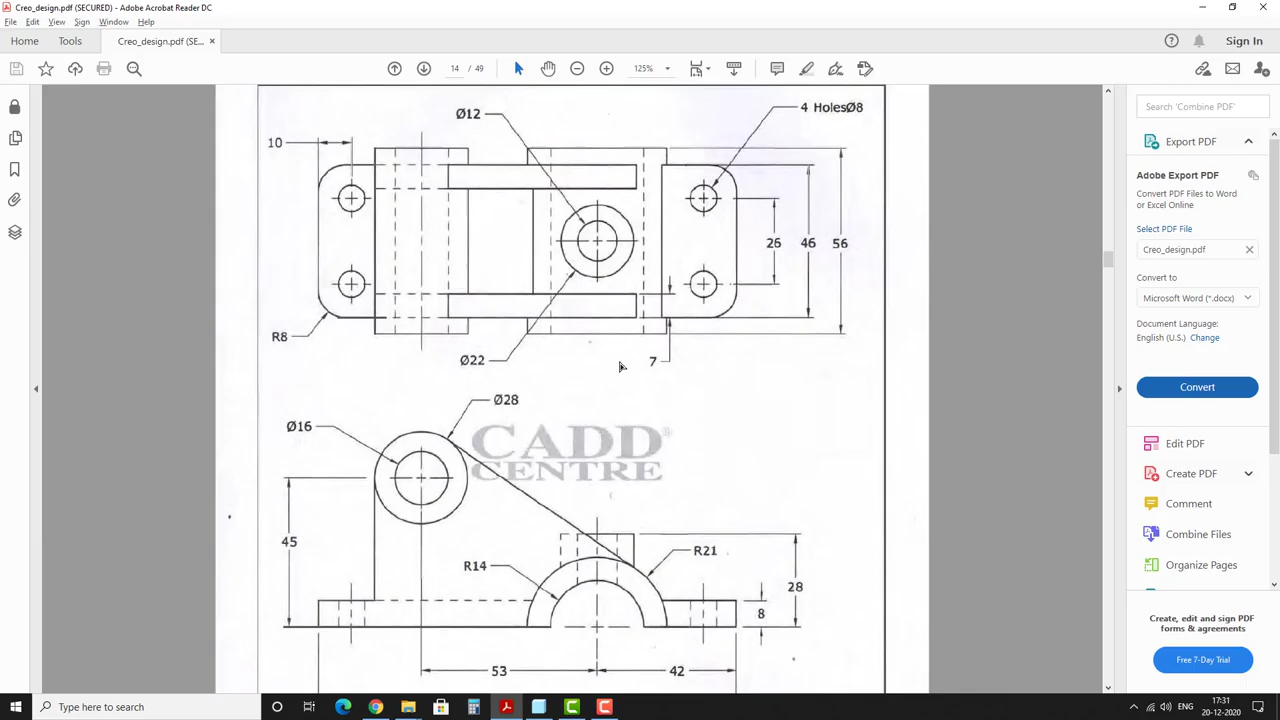 Creo_design.pdf (SECURED) - Adobe Acrobat Reader DC
File Edit View Sign Window Help
Home Tools Creo_design.pdf (SE... × Sign In
14 / 49 125%
Search 'Combine PDF'
Export PDF
Adobe Export PDF
Convert PDF Files to Word
or Excel Online
Select PDF File
Creo_design.pdf
Convert to
Microsoft Word (*.docx)
Document Language:
English (U.S.) Change
Convert
Edit PDF
Create PDF
Comment
Combine Files
Organize Pages
Create, edit and sign PDF
forms & agreements
Free 7-Day Trial
Ø12
4 HolesØ8
10
26
46
56
R8
Ø22
7
Ø28
Ø16
CADD
CENTRE
®
45
R14
R21
28
8
53
42
Type here to search
ENG
17:31
20-12-2020